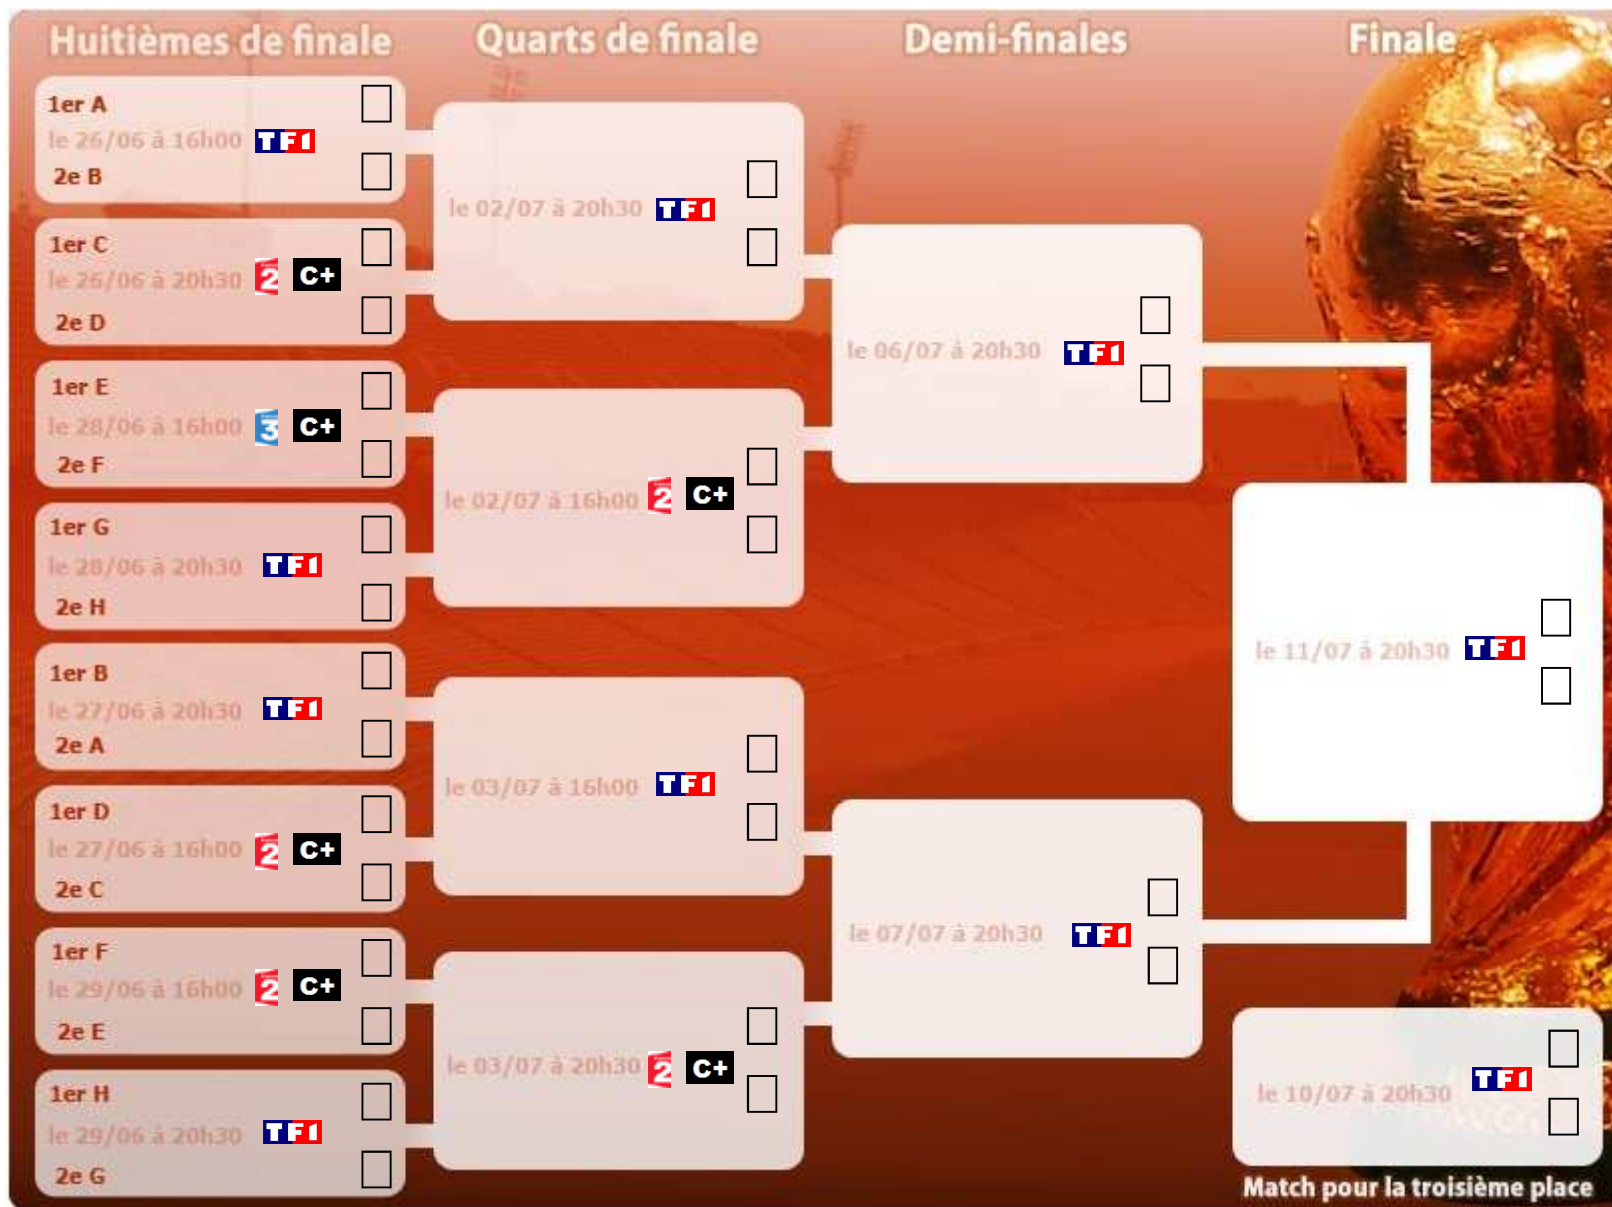 Huitièmes de finale
Quarts de finale
Demi-finales
Finale
1er A
le 26/06 à 16h00 TF1
2e B
1er C
le 26/06 à 20h30 2 C+
2e D
1er E
le 28/06 à 16h00 3 C+
2e F
1er G
le 28/06 à 20h30 TF1
2e H
1er B
le 27/06 à 20h30 TF1
2e A
1er D
le 27/06 à 16h00 2 C+
2e C
1er F
le 29/06 à 16h00 2 C+
2e E
1er H
le 29/06 à 20h30 TF1
2e G
le 02/07 à 20h30 TF1
le 02/07 à 16h00 2 C+
le 03/07 à 16h00 TF1
le 03/07 à 20h30 2 C+
le 06/07 à 20h30 TF1
le 07/07 à 20h30 TF1
le 11/07 à 20h30 TF1
le 10/07 à 20h30 TF1
Match pour la troisième place